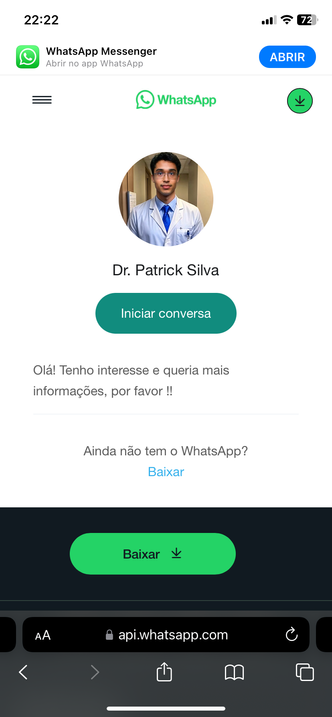 22:22
72
WhatsApp Messenger
Abrir no app WhatsApp
ABRIR
WhatsApp
Dr. Patrick Silva
Iniciar conversa
Olá! Tenho interesse e queria mais
informações, por favor !!
Ainda não tem o WhatsApp?
Baixar
Baixar
AA
api.whatsapp.com